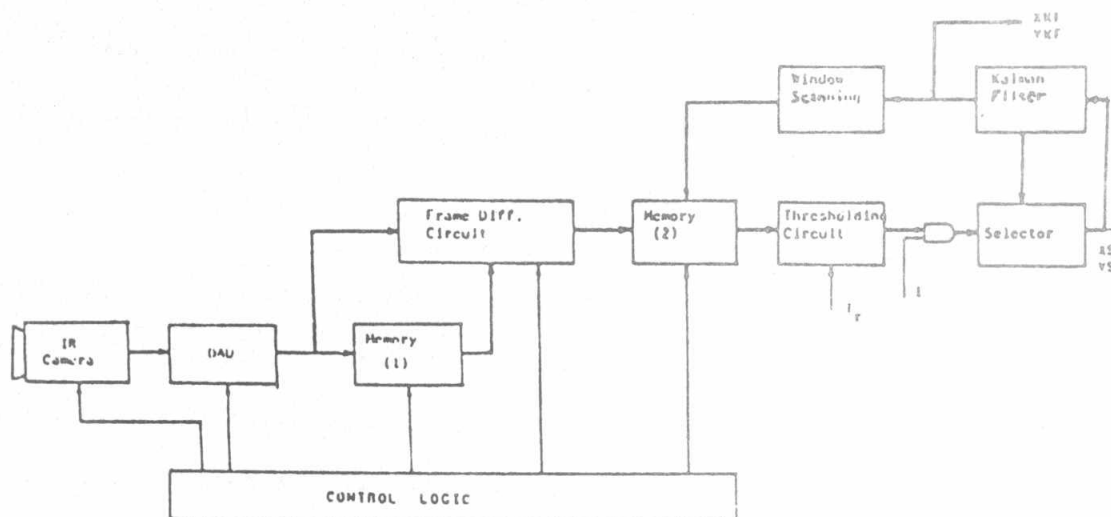 Window
Scanning
Kalman
Filter
Frame Diff.
Circuit
Memory
(2)
Thresholding
Circuit
Selector
IR
Camera
DAU
Memory
(1)
CONTROL LOGIC